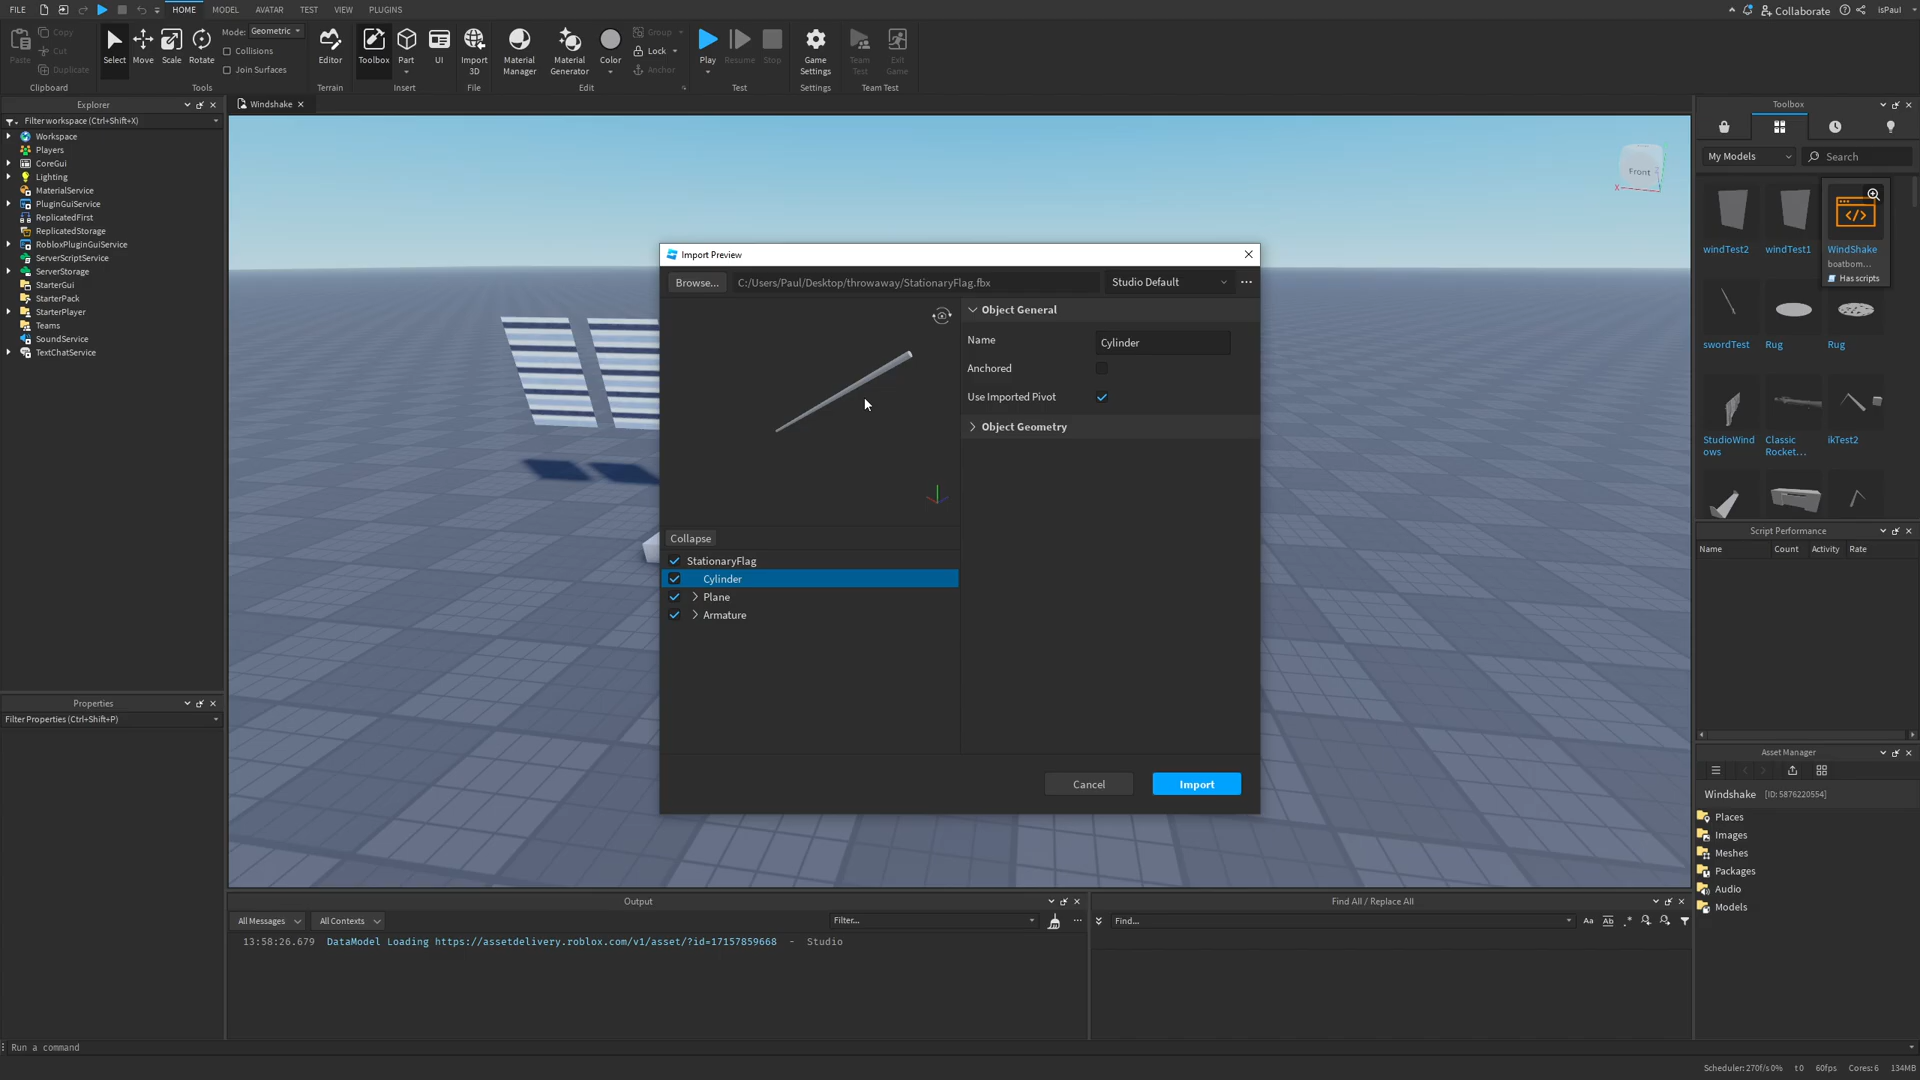 FILE HOME MODEL AVATAR TEST VIEW PLUGINS Collaborate isPaul
Paste Copy Cut Duplicate
Clipboard
Select Move Scale Rotate
Mode: Geometric
Collisions
Join Surfaces
Tools
Editor
Terrain
Toolbox Part UI
Insert
Import 3D
File
Material Manager
Material Generator
Color
Group
Lock
Anchor
Edit
Play Resume Stop
Test
Game Settings
Settings
Team Test
Exit Game
Team Test
Explorer
Filter workspace (Ctrl+Shift+X)
Workspace
Players
CoreGui
Lighting
MaterialService
PluginGuiService
ReplicatedFirst
ReplicatedStorage
RobloxPluginGuiService
ServerScriptService
ServerStorage
StarterGui
StarterPack
StarterPlayer
Teams
SoundService
TextChatService
Properties
Filter Properties (Ctrl+Shift+P)
Windshake
Front
X
Import Preview
Browse... C:/Users/Paul/Desktop/throwaway/StationaryFlag.fbx Studio Default
Object General
Name Cylinder
Anchored
Use Imported Pivot
Object Geometry
Collapse
StationaryFlag
Cylinder
Plane
Armature
Cancel Import
Toolbox
My Models Search
windTest2 windTest1 WindShake
boatbom...
Has scripts
swordTest Rug Rug
StudioWindows
Classic Rocket...
ikTest2
Script Performance
Name Count Activity Rate
Asset Manager
Windshake [ID: 5876220554]
Places
Images
Meshes
Packages
Audio
Models
Output
All Messages All Contexts Filter...
13:58:26.679 DataModel Loading https://assetdelivery.roblox.com/v1/asset/?id=17157859668 - Studio
Find All / Replace All
Find... Aa Ab .*
Run a command
Scheduler: 270f/s 0% t 0 60fps Cores: 6 134MB